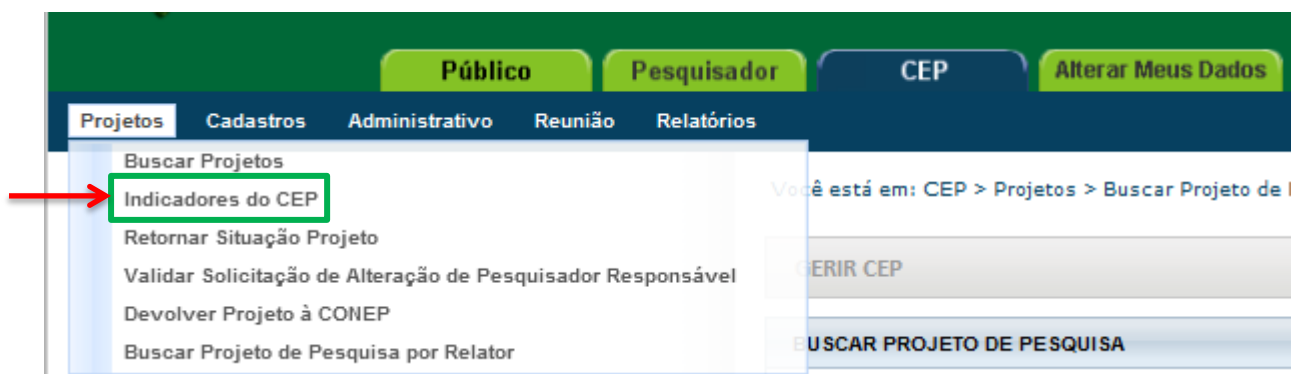 Público Pesquisador CEP Alterar Meus Dados
Projetos Cadastros Administrativo Reunião Relatórios
Buscar Projetos
Indicadores do CEP
Você está em: CEP > Projetos > Buscar Projeto de
Retornar Situação Projeto
Validar Solicitação de Alteração de Pesquisador Responsável
GERIR CEP
Devolver Projeto à CONEP
Buscar Projeto de Pesquisa por Relator
BUSCAR PROJETO DE PESQUISA